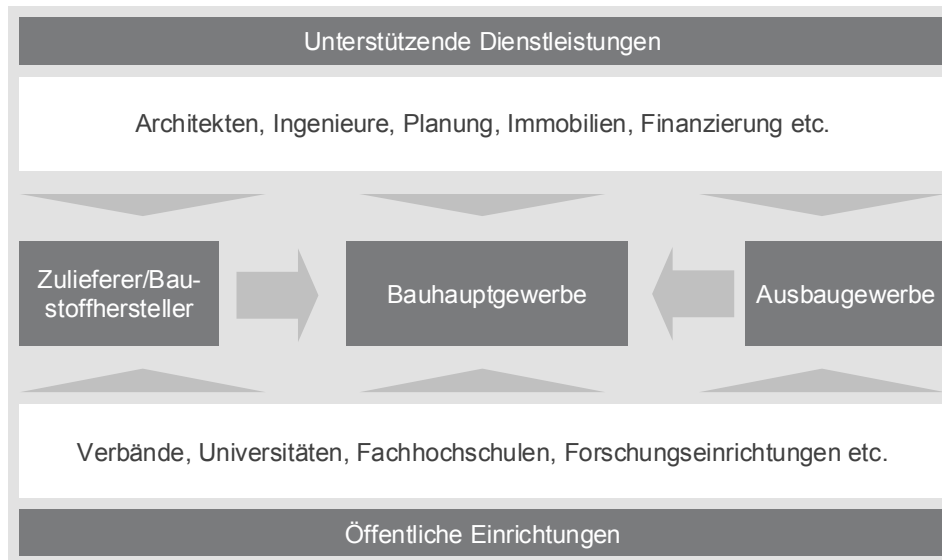 Unterstützende Dienstleistungen
Architekten, Ingenieure, Planung, Immobilien, Finanzierung etc.
Zulieferer/Bau-
stoffhersteller
Bauhauptgewerbe
Ausbaugewerbe
Verbände, Universitäten, Fachhochschulen, Forschungseinrichtungen etc.
Öffentliche Einrichtungen